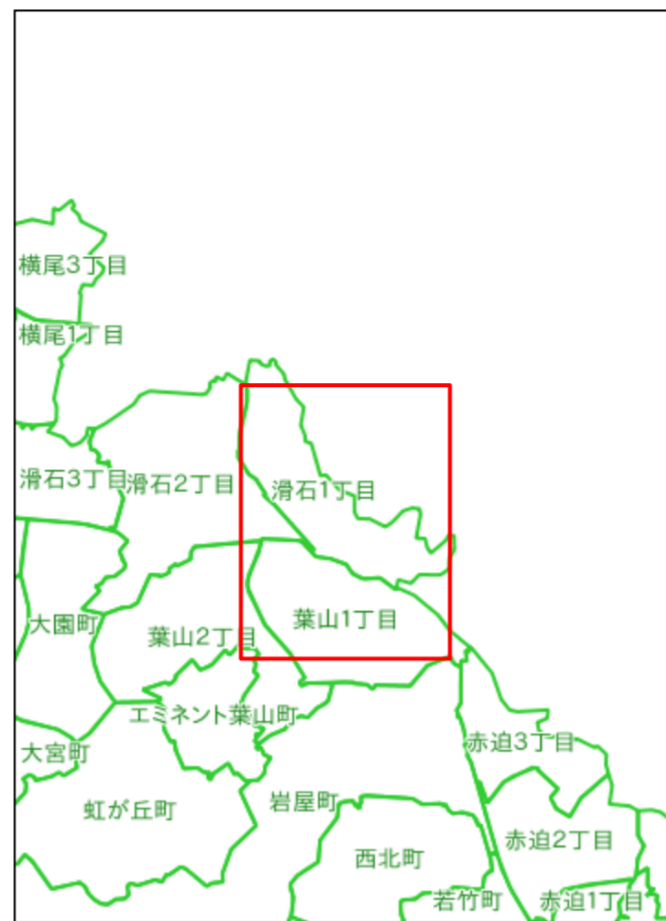 横尾3丁目
横尾1丁目
滑石3丁目
滑石2丁目
滑石1丁目
大園町
葉山2丁目
葉山1丁目
エミネント葉山町
大宮町
赤迫3丁目
虹が丘町
岩屋町
赤迫2丁目
西北町
若竹町
赤迫1丁目